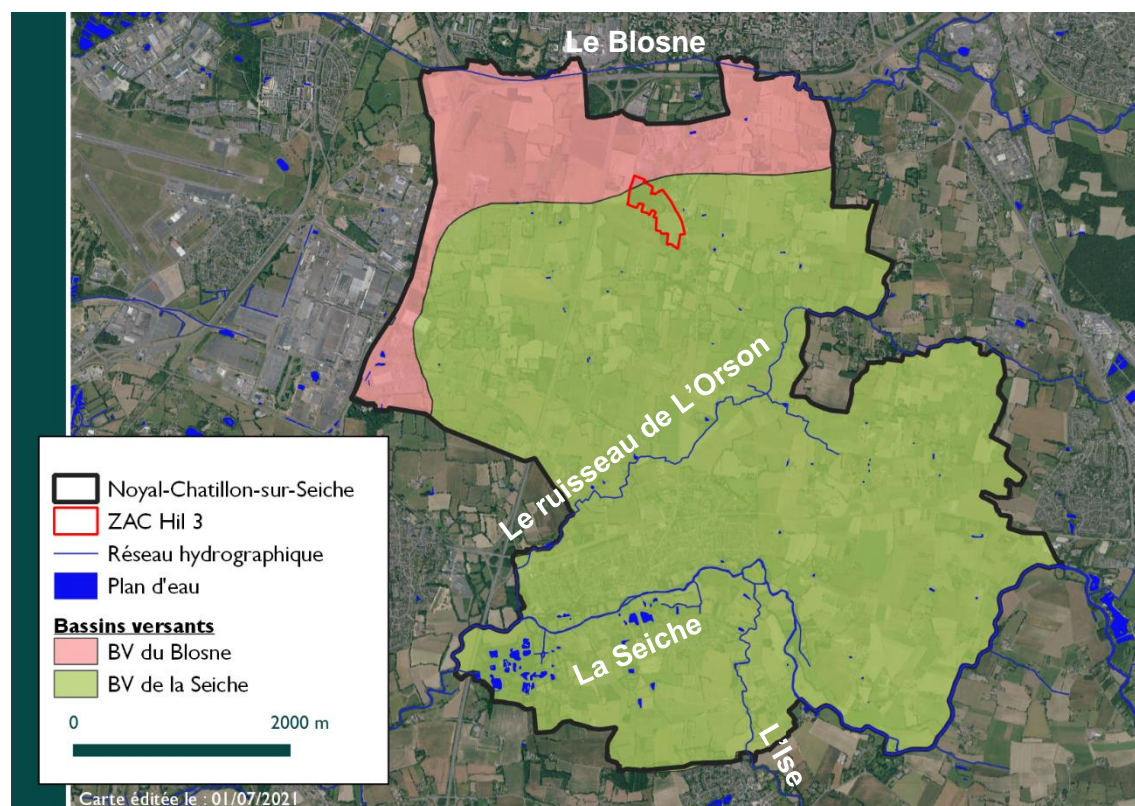 Le Blosne
Le ruisseau de L'Orson
La Seiche
L'Ise
Noyal-Chatillon-sur-Seiche
ZAC Hil 3
Réseau hydrographique
Plan d'eau
Bassins versants
BV du Blosne
BV de la Seiche
0 2000 m
Carte éditée le : 01/07/2021